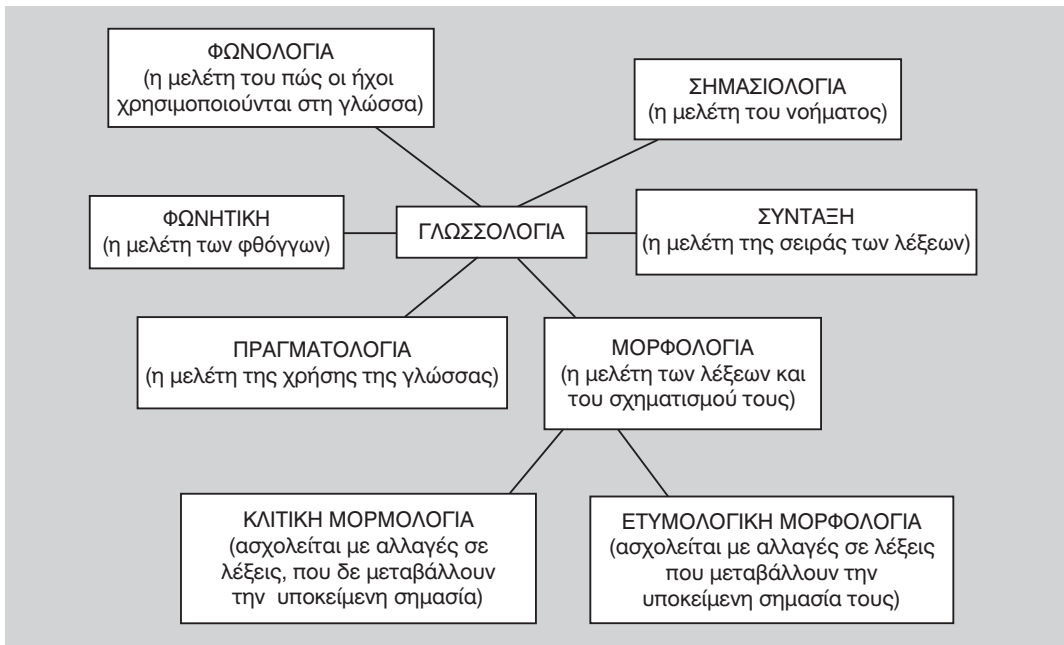 ΦΩΝΟΛΟΓΙΑ
(η μελέτη του πώς οι ήχοι
χρησιμοποιούνται στη γλώσσα)
ΣΗΜΑΣΙΟΛΟΓΙΑ
(η μελέτη του νοήματος)
ΦΩΝΗΤΙΚΗ
(η μελέτη των φθόγγων)
ΓΛΩΣΣΟΛΟΓΙΑ
ΣΥΝΤΑΞΗ
(η μελέτη της σειράς των λέξεων)
ΠΡΑΓΜΑΤΟΛΟΓΙΑ
(η μελέτη της χρήσης της γλώσσας)
ΜΟΡΦΟΛΟΓΙΑ
(η μελέτη των λέξεων και
του σχηματισμού τους)
ΚΛΙΤΙΚΗ ΜΟΡΜΟΛΟΓΙΑ
(ασχολείται με αλλαγές σε
λέξεις, που δε μεταβάλλουν
την υποκείμενη σημασία)
ΕΤΥΜΟΛΟΓΙΚΗ ΜΟΡΦΟΛΟΓΙΑ
(ασχολείται με αλλαγές σε λέξεις
που μεταβάλλουν την
υποκείμενη σημασία τους)